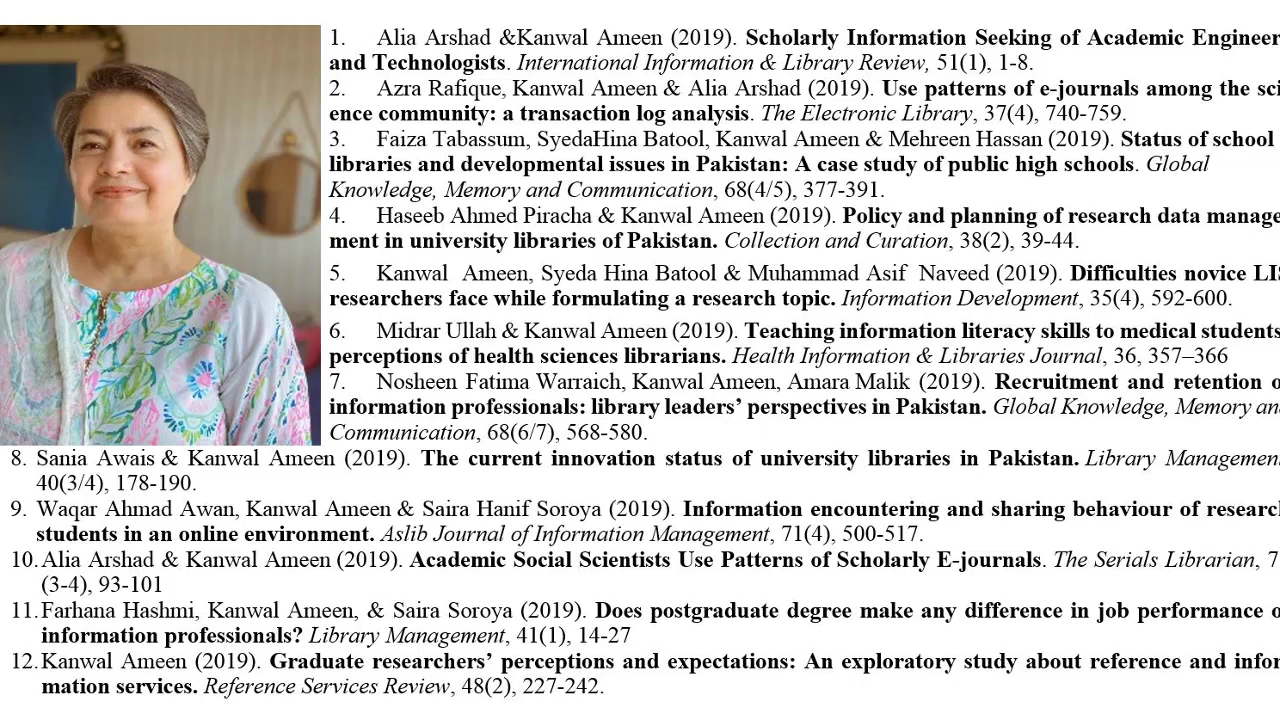 1. Alia Arshad &Kanwal Ameen (2019). Scholarly Information Seeking of Academic Engineer
and Technologists. International Information & Library Review, 51(1), 1-8.
2. Azra Rafique, Kanwal Ameen & Alia Arshad (2019). Use patterns of e-journals among the sci
ence community: a transaction log analysis. The Electronic Library, 37(4), 740-759.
3. Faiza Tabassum, SyedaHina Batool, Kanwal Ameen & Mehreen Hassan (2019). Status of school
libraries and developmental issues in Pakistan: A case study of public high schools. Global
Knowledge, Memory and Communication, 68(4/5), 377-391.
4. Haseeb Ahmed Piracha & Kanwal Ameen (2019). Policy and planning of research data manage
ment in university libraries of Pakistan. Collection and Curation, 38(2), 39-44.
5. Kanwal Ameen, Syeda Hina Batool & Muhammad Asif Naveed (2019). Difficulties novice LIS
researchers face while formulating a research topic. Information Development, 35(4), 592-600.
6. Midrar Ullah & Kanwal Ameen (2019). Teaching information literacy skills to medical students
perceptions of health sciences librarians. Health Information & Libraries Journal, 36, 357–366
7. Nosheen Fatima Warraich, Kanwal Ameen, Amara Malik (2019). Recruitment and retention o
information professionals: library leaders’ perspectives in Pakistan. Global Knowledge, Memory an
Communication, 68(6/7), 568-580.
8. Sania Awais & Kanwal Ameen (2019). The current innovation status of university libraries in Pakistan. Library Management
40(3/4), 178-190.
9. Waqar Ahmad Awan, Kanwal Ameen & Saira Hanif Soroya (2019). Information encountering and sharing behaviour of research
students in an online environment. Aslib Journal of Information Management, 71(4), 500-517.
10. Alia Arshad & Kanwal Ameen (2019). Academic Social Scientists Use Patterns of Scholarly E-journals. The Serials Librarian, 7
(3-4), 93-101
11. Farhana Hashmi, Kanwal Ameen, & Saira Soroya (2019). Does postgraduate degree make any difference in job performance o
information professionals? Library Management, 41(1), 14-27
12. Kanwal Ameen (2019). Graduate researchers’ perceptions and expectations: An exploratory study about reference and infor
mation services. Reference Services Review, 48(2), 227-242.